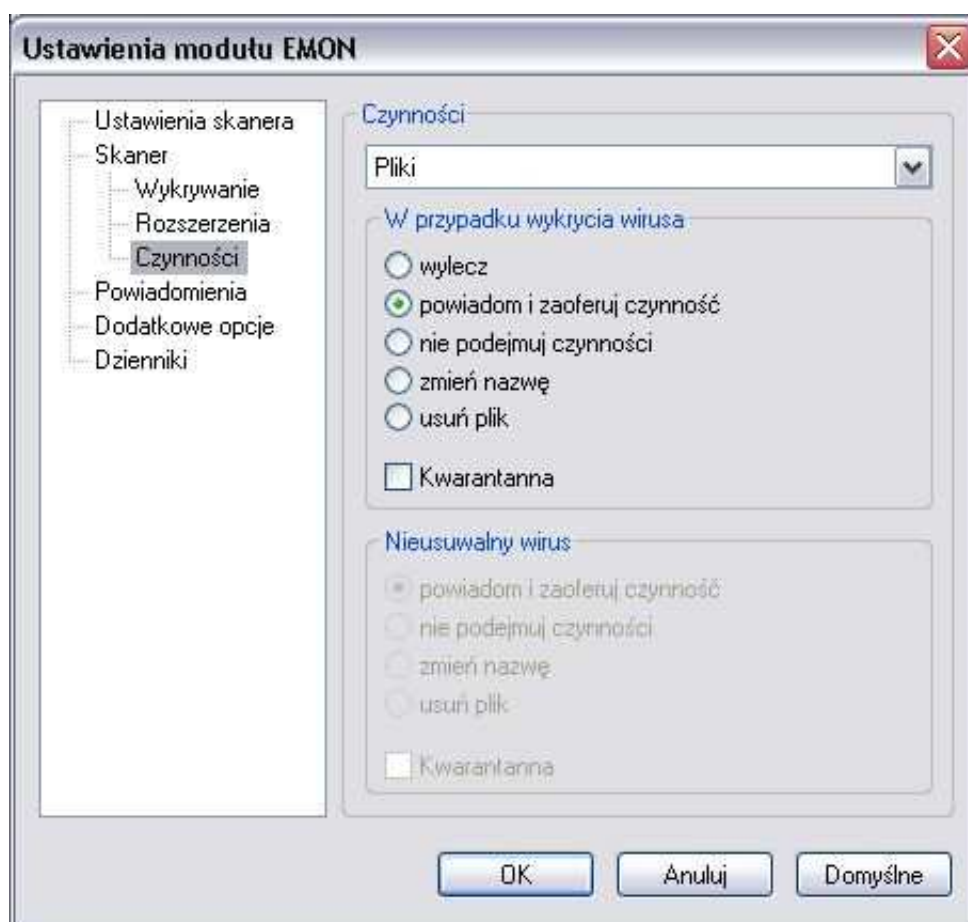 Ustawienia modułu EMON
Ustawienia skanera
Skaner
Wykrywanie
Rozszerzenia
Czynności
Powiadomienia
Dodatkowe opcje
Dzienniki
Czynności
Pliki
W przypadku wykrycia wirusa
wylecz
powiadom i zaoferuj czynność
nie podejmuj czynności
zmień nazwę
usuń plik
Kwarantanna
Nieusuwalny wirus
powiadom i zaoferuj czynność
nie podejmuj czynności
zmień nazwę
usuń plik
Kwarantanna
OK
Anuluj
Domyślne